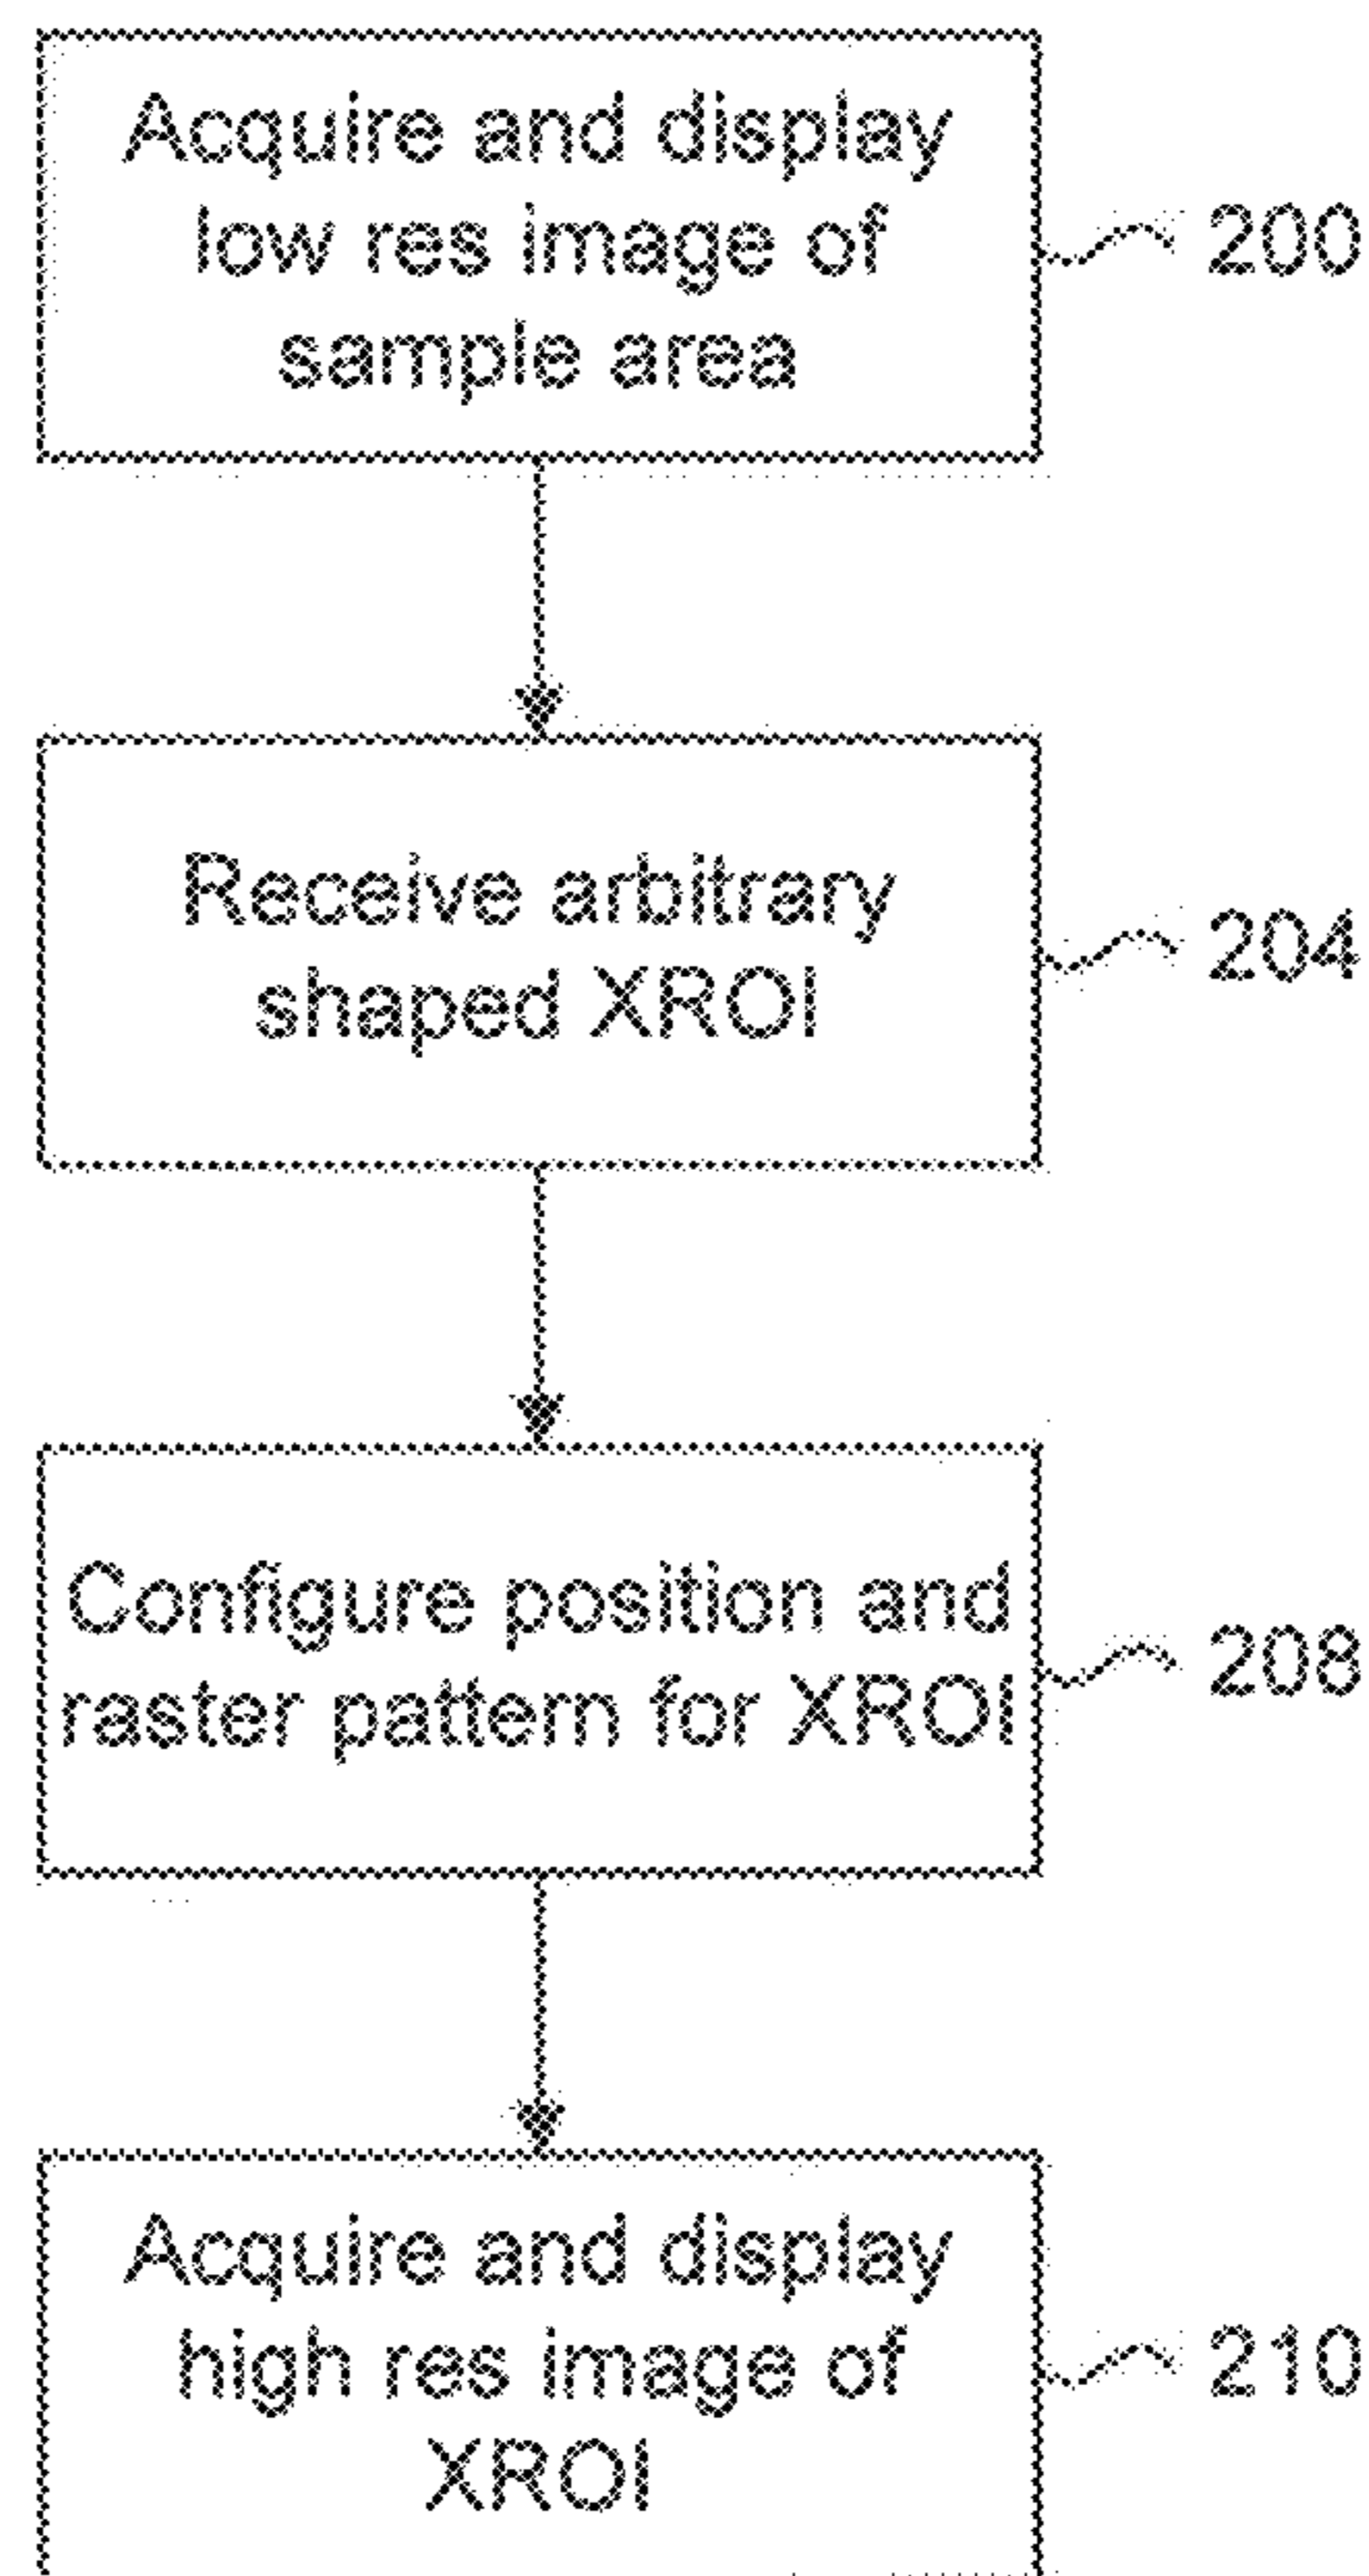 Acquire and display
low res image of
sample area
200
Receive arbitrary
shaped XROI
204
Configure position and
raster pattern for XROI
208
Acquire and display
high res image of
XROI
210